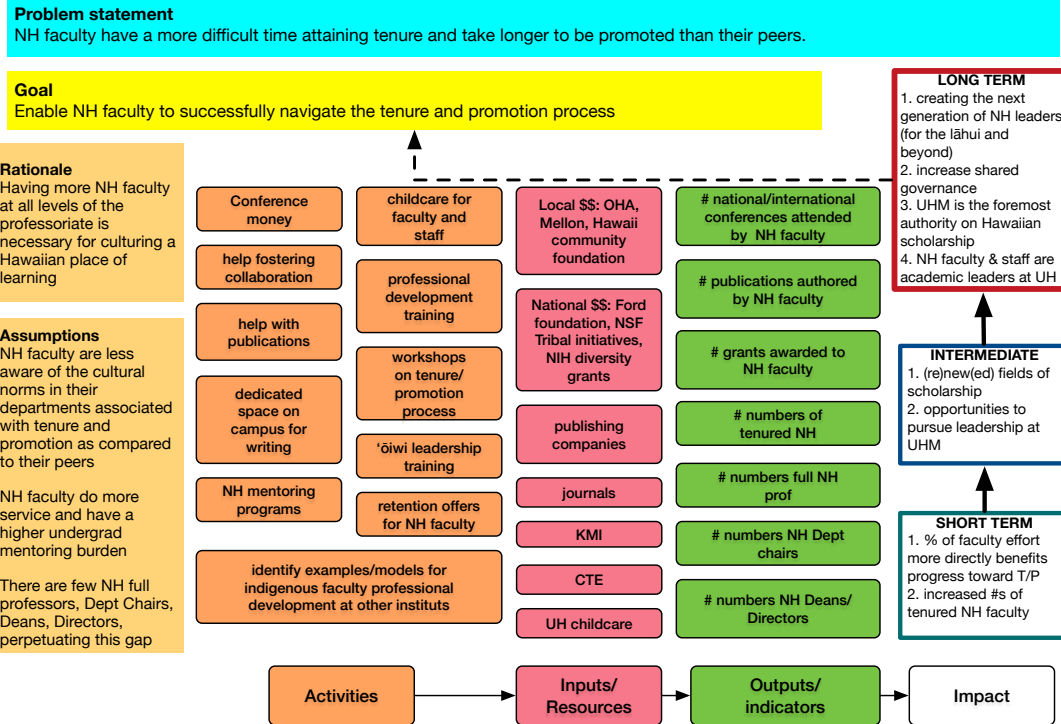 Problem statement
NH faculty have a more difficult time attaining tenure and take longer to be promoted than their peers.
Goal
Enable NH faculty to successfully navigate the tenure and promotion process
Rationale
Having more NH faculty
at all levels of the
professoriate is
necessary for culturing a
Hawaiian place of
learning
Assumptions
NH faculty are less
aware of the cultural
norms in their
departments associated
with tenure and
promotion as compared
to their peers
NH faculty do more
service and have a
higher undergrad
mentoring burden
There are few NH full
professors, Dept Chairs,
Deans, Directors,
perpetuating this gap
Conference
money
help fostering
collaboration
help with
publications
dedicated
space on
campus for
writing
NH mentoring
programs
childcare for
faculty and
staff
professional
development
training
workshops
on tenure/
promotion
process
‘ōiwi leadership
training
retention offers
for NH faculty
identify examples/models for
indigenous faculty professional
development at other instituts
Local $$: OHA,
Mellon, Hawaii
community
foundation
National $$: Ford
foundation, NSF
Tribal initiatives,
NIH diversity
grants
publishing
companies
journals
KMI
CTE
UH childcare
# national/international
conferences attended
by NH faculty
# publications authored
by NH faculty
# grants awarded to
NH faculty
# numbers of
tenured NH
# numbers full NH
prof
# numbers NH Dept
chairs
# numbers NH Deans/
Directors
LONG TERM
1. creating the next
generation of NH leaders
(for the lāhui and
beyond)
2. increase shared
governance
3. UHM is the foremost
authority on Hawaiian
scholarship
4. NH faculty & staff are
academic leaders at UH
INTERMEDIATE
1. (re)new(ed) fields of
scholarship
2. opportunities to
pursue leadership at
UHM
SHORT TERM
1. % of faculty effort
more directly benefits
progress toward T/P
2. increased #s of
tenured NH faculty
Activities
Inputs/
Resources
Outputs/
indicators
Impact